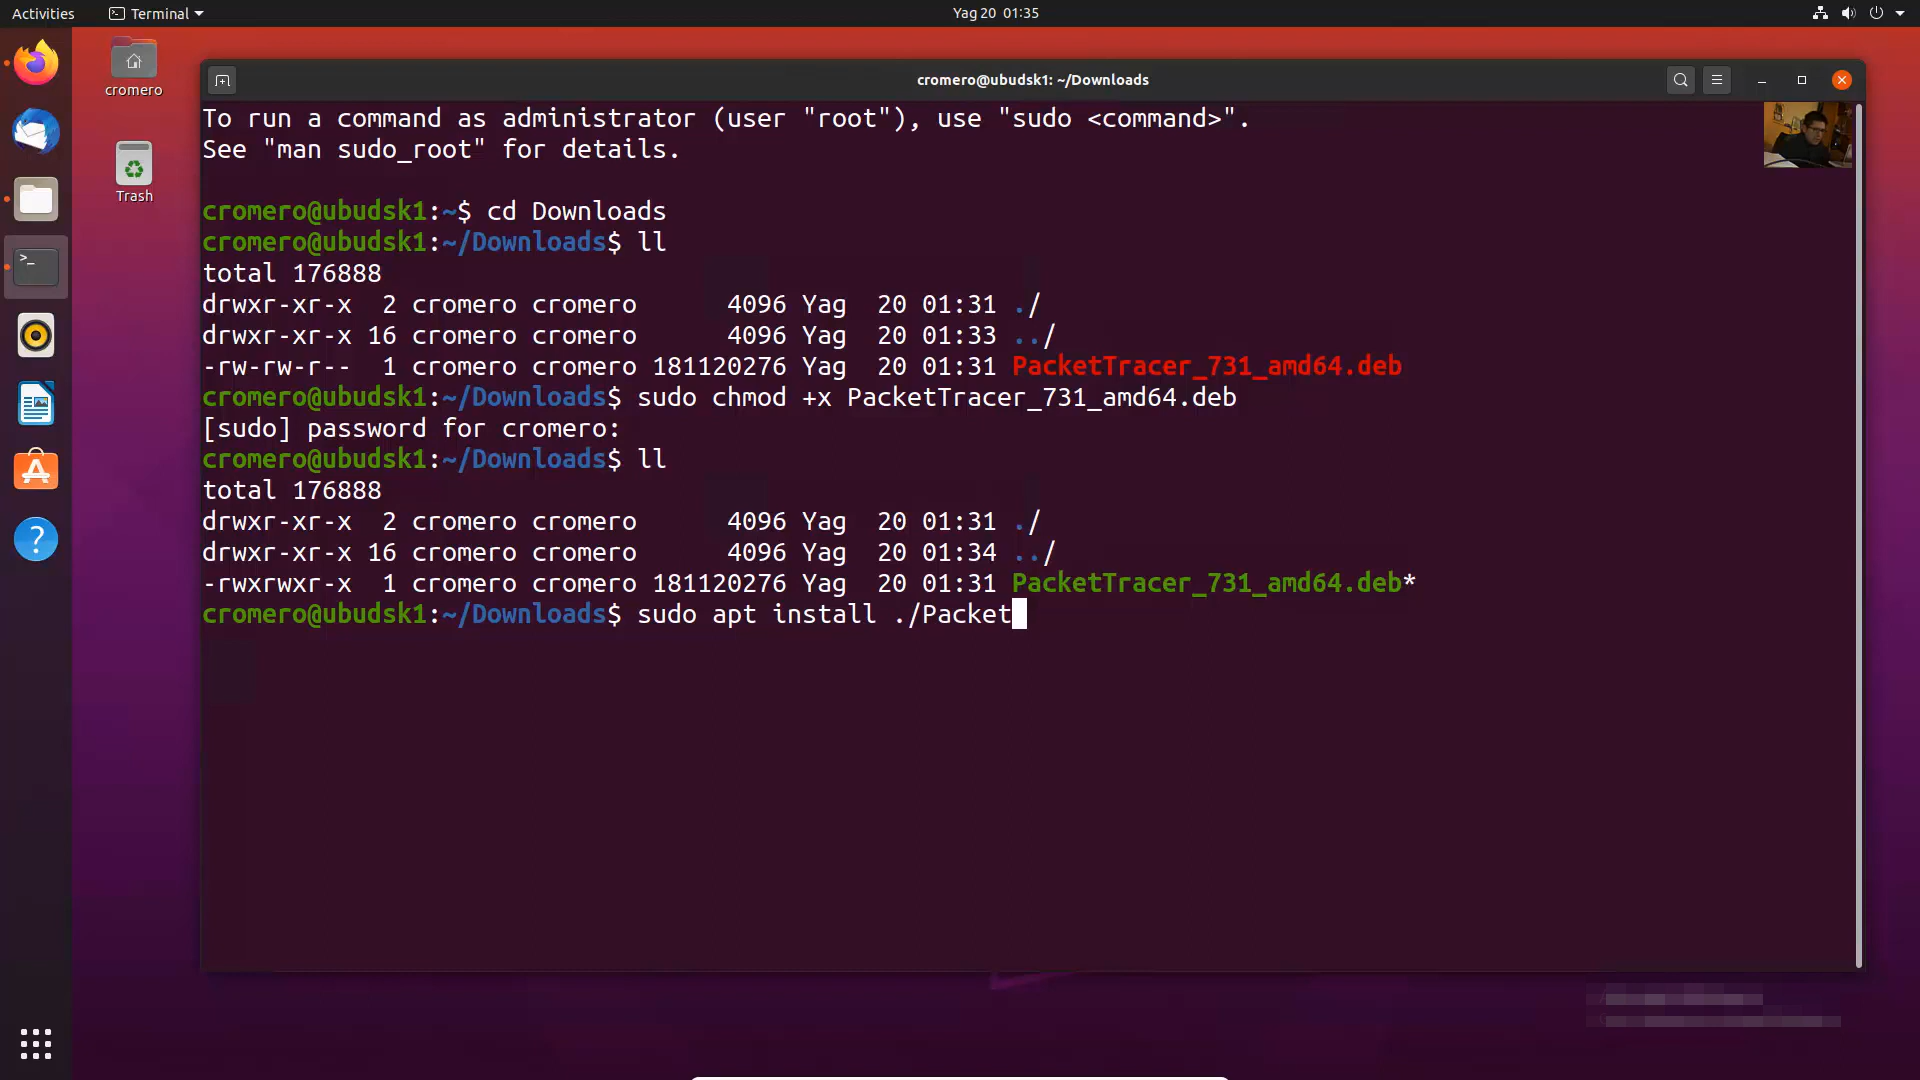 Activities
Terminal
Yag 20 01:35
cromero
Trash
cromero@ubudsk1: ~/Downloads
To run a command as administrator (user "root"), use "sudo <command>".
See "man sudo_root" for details.
cromero@ubudsk1:~$ cd Downloads
cromero@ubudsk1:~/Downloads$ ll
total 176888
drwxr-xr-x  2 cromero cromero      4096 Yag  20 01:31 ./
drwxr-xr-x 16 cromero cromero      4096 Yag  20 01:33 ../
-rw-rw-r--  1 cromero cromero 181120276 Yag  20 01:31 PacketTracer_731_amd64.deb
cromero@ubudsk1:~/Downloads$ sudo chmod +x PacketTracer_731_amd64.deb
[sudo] password for cromero:
cromero@ubudsk1:~/Downloads$ ll
total 176888
drwxr-xr-x  2 cromero cromero      4096 Yag  20 01:31 ./
drwxr-xr-x 16 cromero cromero      4096 Yag  20 01:34 ../
-rwxrwxr-x  1 cromero cromero 181120276 Yag  20 01:31 PacketTracer_731_amd64.deb*
cromero@ubudsk1:~/Downloads$ sudo apt install ./Packet